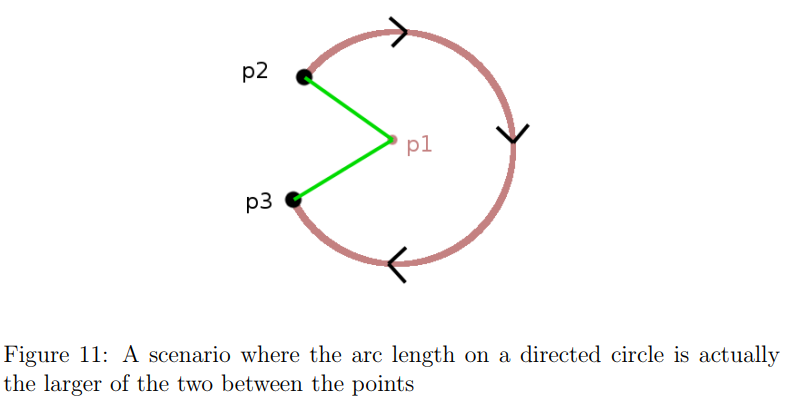 p2
p1
p3
Figure 11: A scenario where the arc length on a directed circle is actually
the larger of the two between the points